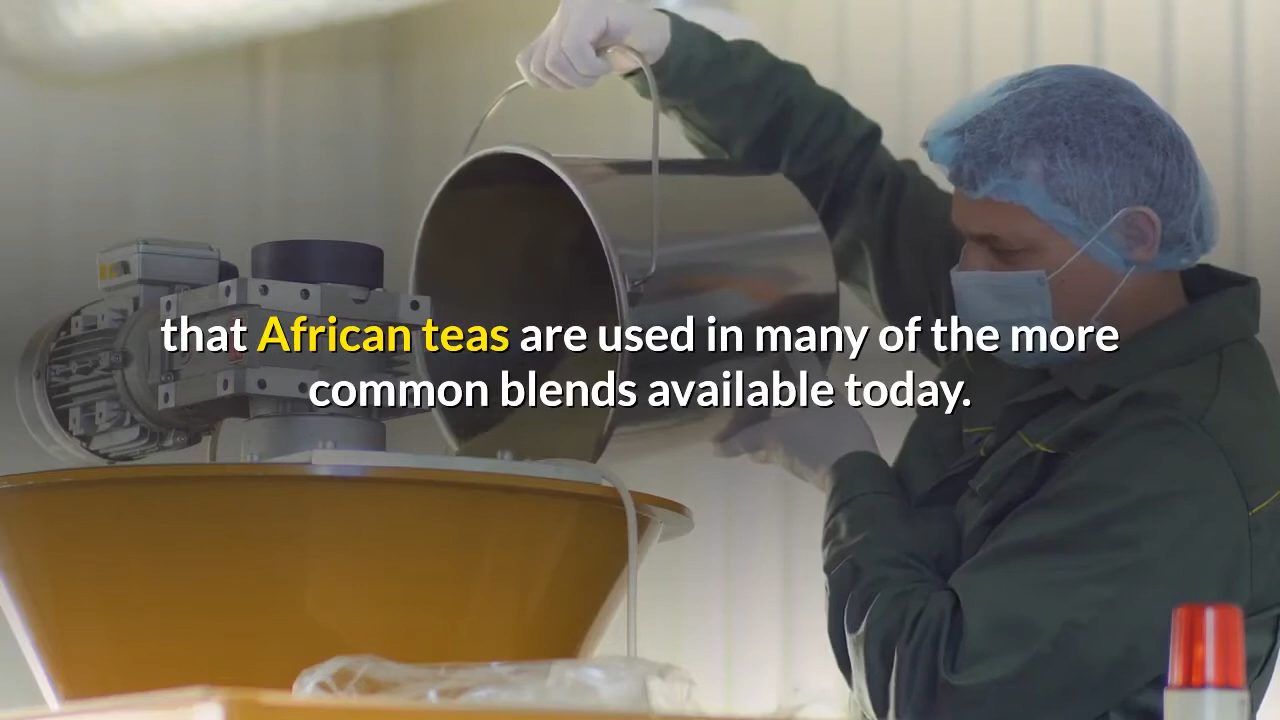 that African teas are used in many of the more
common blends available today.